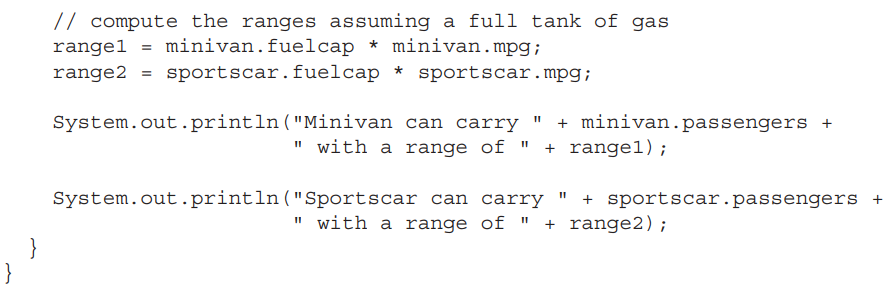 // compute the ranges assuming a full tank of gas
range1 = minivan.fuelcap * minivan.mpg;
range2 = sportscar.fuelcap * sportscar.mpg;
System.out.println("Minivan can carry " + minivan.passengers +
" with a range of " + range1);
System.out.println("Sportscar can carry " + sportscar.passengers +
" with a range of " + range2);
}
}